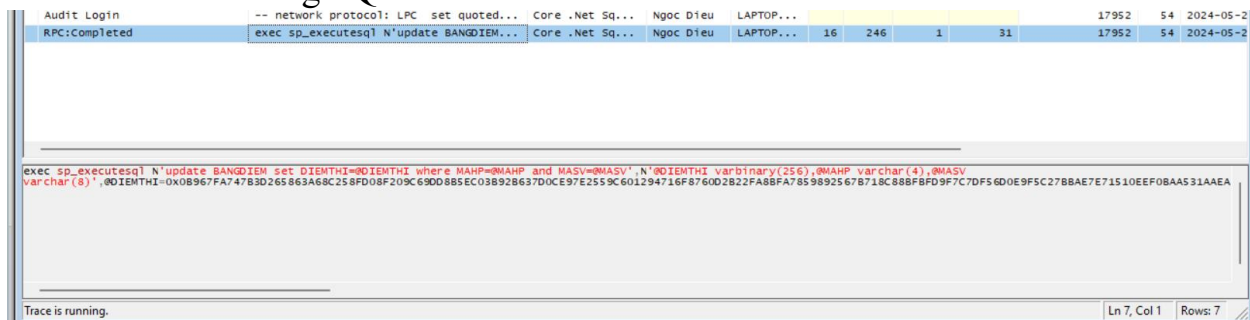 Audit Login -- network protocol: LPC set quoted... Core .Net Sq... Ngoc Dieu LAPTOP... 17952 54 2024-05-2
RPC:Completed exec sp_executesql N'update BANGDIEM... Core .Net Sq... Ngoc Dieu LAPTOP... 16 246 1 31 17952 54 2024-05-2
exec sp_executesql N'update BANGDIEM set DIEMTHI=@DIEMTHI where MAHP=@MAHP and MASV=@MASV',N'@DIEMTHI varbinary(256),@MAHP varchar(4),@MASV
varchar(8)',@DIEMTHI=0x0B967FA747B3D265863A68C258FD08F209C69DD8B5EC03B92B637D0CE97E2559C601294716F8760D2B22FA8BFA7859892567B718C88BFBFD9F7C7DF56D0E9F5C27BBAE7E71510EEF0BAA531AAEA
Trace is running. Ln 7, Col 1 Rows: 7